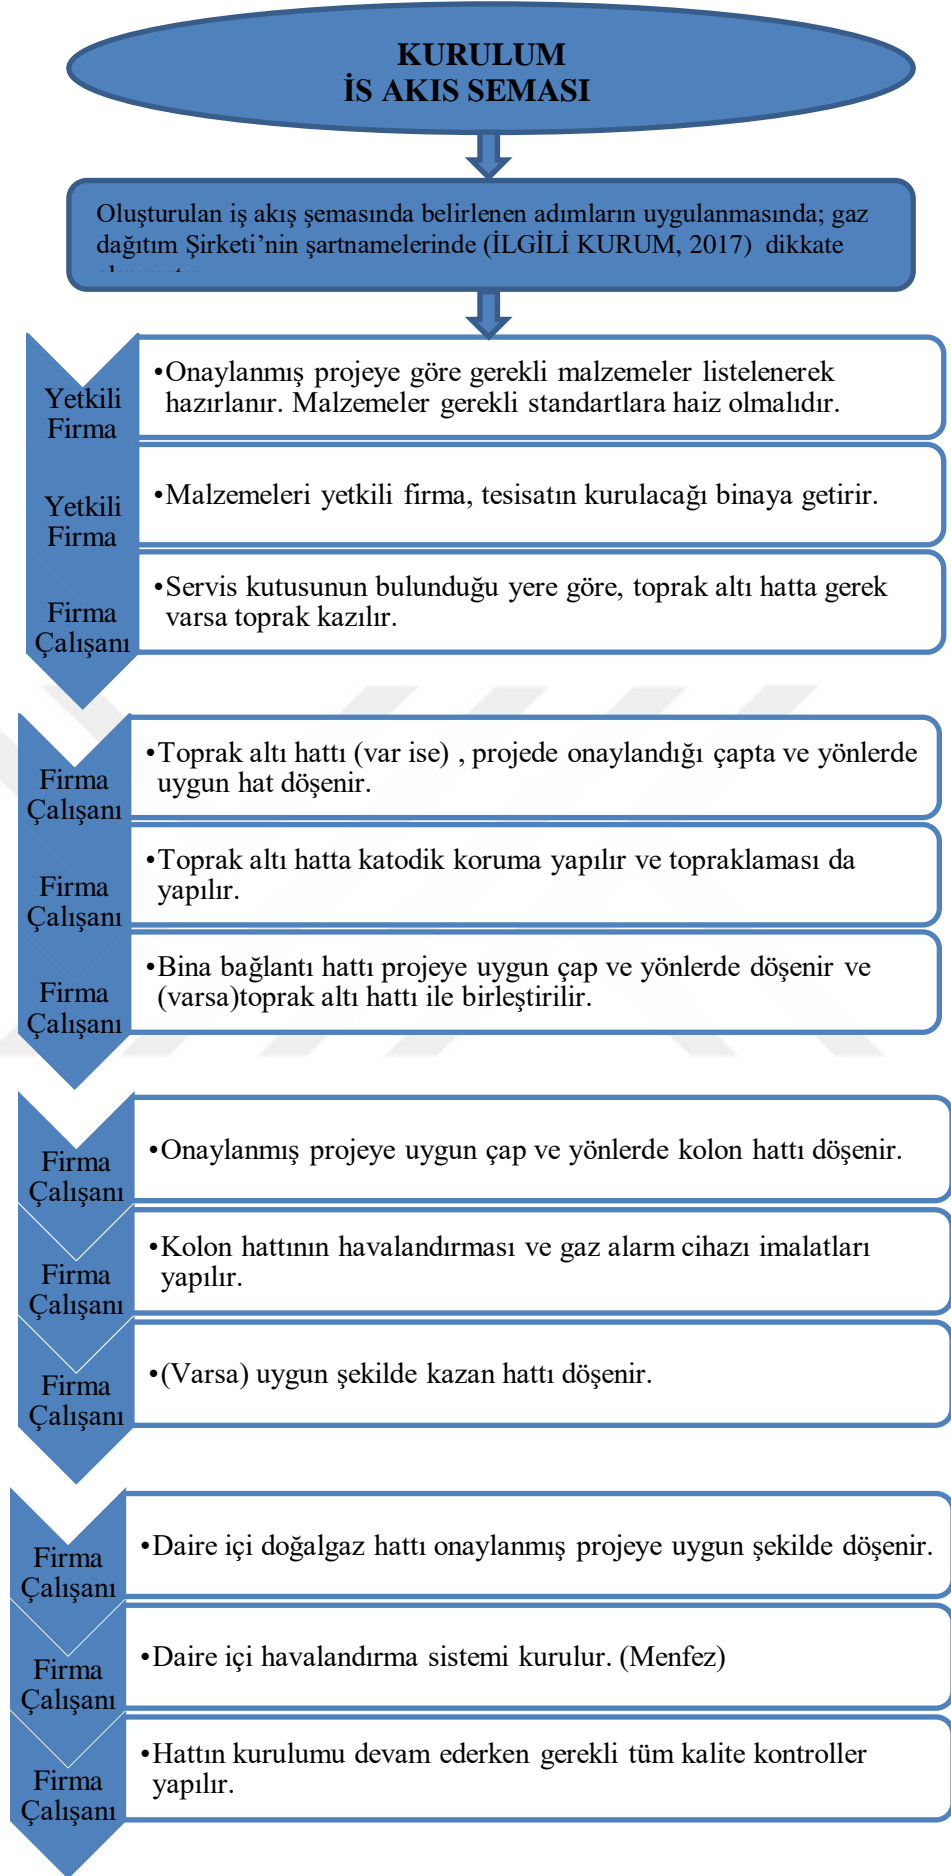 KURULUM
İS AKIS SEMASI
Oluşturulan iş akış şemasında belirlenen adımların uygulanmasında; gaz
dağıtım Şirketi’nin şartnamelerinde (İLGİLİ KURUM, 2017) dikkate
Yetkili
Firma
•Onaylanmış projeye göre gerekli malzemeler listelenerek
hazırlanır. Malzemeler gerekli standartlara haiz olmalıdır.
Yetkili
Firma
•Malzemeleri yetkili firma, tesisatın kurulacağı binaya getirir.
Firma
Çalışanı
•Servis kutusunun bulunduğu yere göre, toprak altı hatta gerek
varsa toprak kazılır.
Firma
Çalışanı
•Toprak altı hattı (var ise) , projede onaylandığı çapta ve yönlerde
uygun hat döşenir.
Firma
Çalışanı
•Toprak altı hatta katodik koruma yapılır ve topraklaması da
yapılır.
Firma
Çalışanı
•Bina bağlantı hattı projeye uygun çap ve yönlerde döşenir ve
(varsa)toprak altı hattı ile birleştirilir.
Firma
Çalışanı
•Onaylanmış projeye uygun çap ve yönlerde kolon hattı döşenir.
Firma
Çalışanı
•Kolon hattının havalandırması ve gaz alarm cihazı imalatları
yapılır.
Firma
Çalışanı
•(Varsa) uygun şekilde kazan hattı döşenir.
Firma
Çalışanı
•Daire içi doğalgaz hattı onaylanmış projeye uygun şekilde döşenir.
Firma
Çalışanı
•Daire içi havalandırma sistemi kurulur. (Menfez)
Firma
Çalışanı
•Hattın kurulumu devam ederken gerekli tüm kalite kontroller
yapılır.